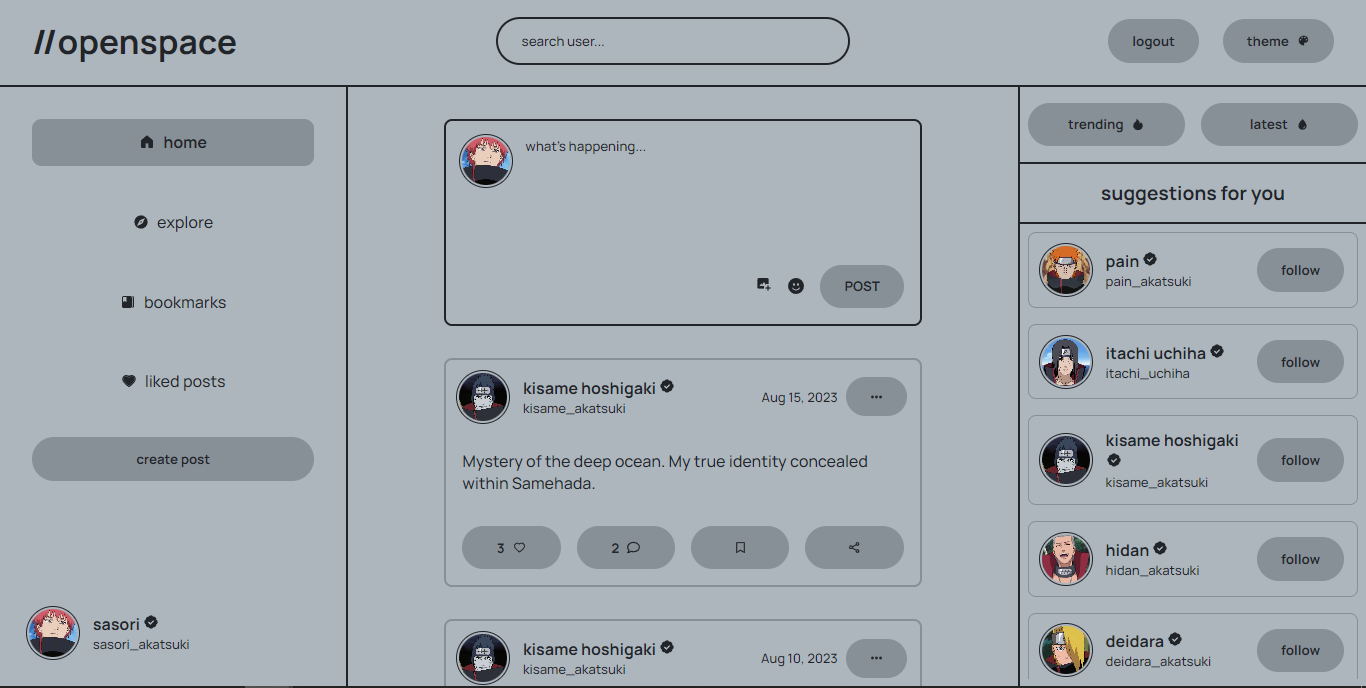 //openspace
search user...
logout
theme
home
explore
bookmarks
liked posts
create post
sasori
sasori_akatsuki
what's happening...
POST
kisame hoshigaki
kisame_akatsuki
Aug 15, 2023
Mystery of the deep ocean. My true identity concealed
within Samehada.
3
2
kisame hoshigaki
kisame_akatsuki
Aug 10, 2023
trending
latest
suggestions for you
pain
pain_akatsuki
follow
itachi uchiha
itachi_uchiha
follow
kisame hoshigaki
kisame_akatsuki
follow
hidan
hidan_akatsuki
follow
deidara
deidara_akatsuki
follow